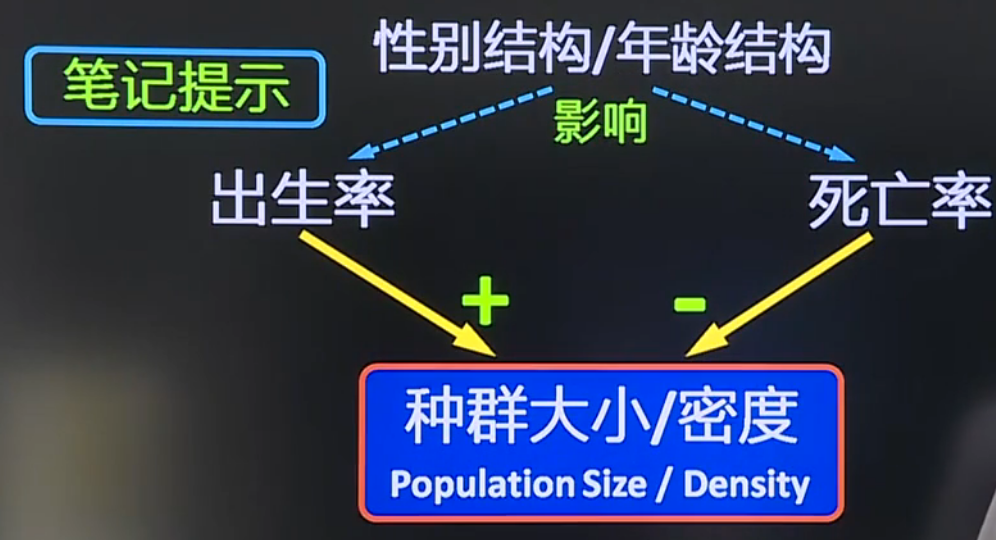 笔记提示
性别结构/年龄结构
影响
出生率
死亡率
+
-
种群大小/密度
Population Size / Density